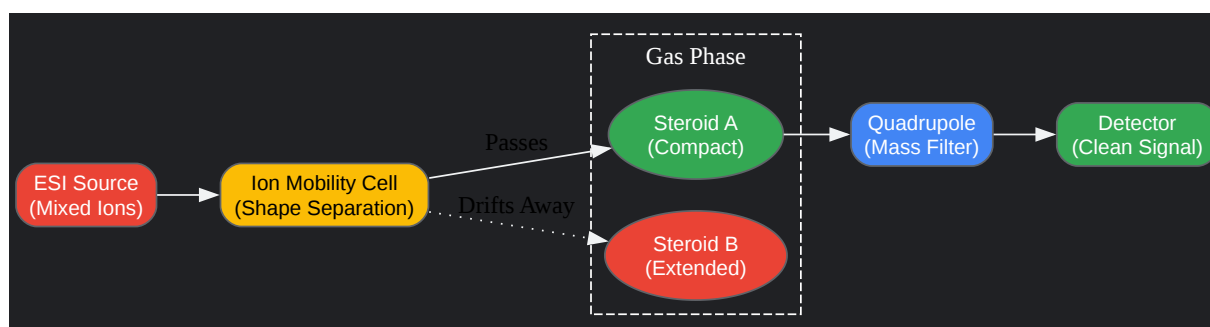 ESI Source
(Mixed Ions)
Ion Mobility Cell
(Shape Separation)
Passes
Drifts Away
Gas Phase
Steroid A
(Compact)
Steroid B
(Extended)
Quadrupole
(Mass Filter)
Detector
(Clean Signal)